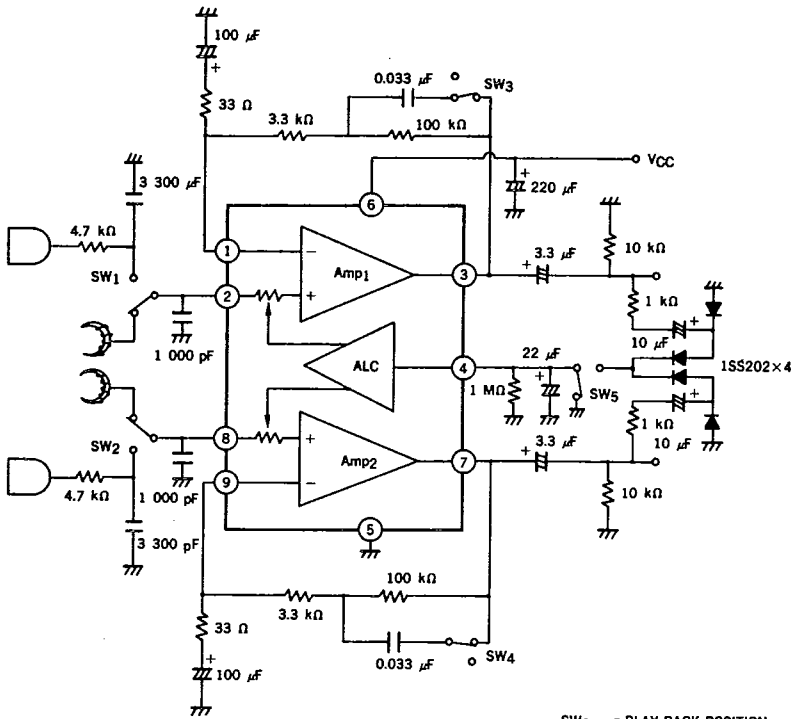 100 μF
+
33 Ω
0.033 μF
SW3
3.3 kΩ
100 kΩ
VCC
+
220 μF
3 300 μF
4.7 kΩ
SW1
6
1
−
Amp1
3
3.3 μF
+
10 kΩ
2
+
1 kΩ
1 000 pF
10 μF
+
ALC
4
22 μF
1SS202×4
1 MΩ
+
SW5
8
+
Amp2
7
3.3 μF
+
1 kΩ
+
10 μF
SW2
4.7 kΩ
1 000 pF
9
−
10 kΩ
3 300 pF
5
100 kΩ
3.3 kΩ
33 Ω
0.033 μF
SW4
+
100 μF
PLAY BACK POSITION